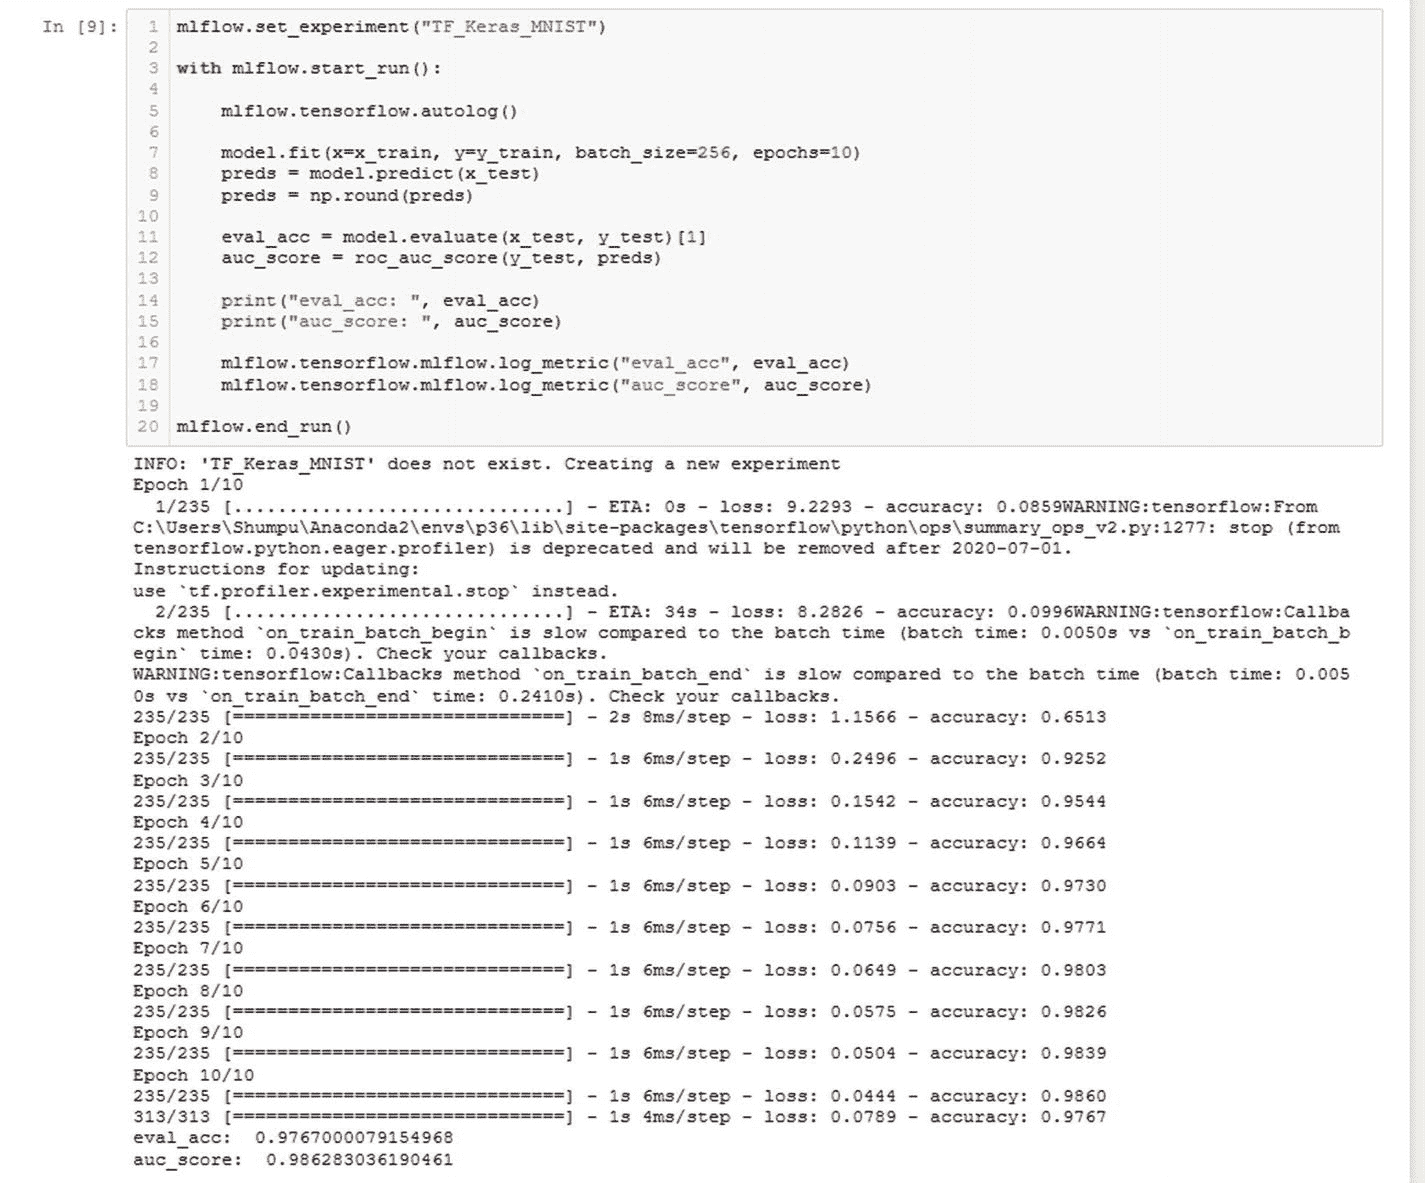 In [9]:
1 mlflow.set_experiment("TF_Keras_MNIST")
2
3 with mlflow.start_run():
4
5     mlflow.tensorflow.autolog()
6
7     model.fit(x=x_train, y=y_train, batch_size=256, epochs=10)
8     preds = model.predict(x_test)
9     preds = np.round(preds)
10
11     eval_acc = model.evaluate(x_test, y_test)[1]
12     auc_score = roc_auc_score(y_test, preds)
13
14     print("eval_acc: ", eval_acc)
15     print("auc_score: ", auc_score)
16
17     mlflow.tensorflow.mlflow.log_metric("eval_acc", eval_acc)
18     mlflow.tensorflow.mlflow.log_metric("auc_score", auc_score)
19
20 mlflow.end_run()
INFO: 'TF_Keras_MNIST' does not exist. Creating a new experiment
Epoch 1/10
  1/235 [..............................] - ETA: 0s - loss: 9.2293 - accuracy: 0.0859WARNING:tensorflow:From
C:\Users\Shumpu\Anaconda2\envs\p36\lib\site-packages\tensorflow\python\ops\summary_ops_v2.py:1277: stop (from
tensorflow.python.eager.profiler) is deprecated and will be removed after 2020-07-01.
Instructions for updating:
use `tf.profiler.experimental.stop` instead.
  2/235 [..............................] - ETA: 34s - loss: 8.2826 - accuracy: 0.0996WARNING:tensorflow:Callba
cks method `on_train_batch_begin` is slow compared to the batch time (batch time: 0.0050s vs `on_train_batch_b
egin` time: 0.0430s). Check your callbacks.
WARNING:tensorflow:Callbacks method `on_train_batch_end` is slow compared to the batch time (batch time: 0.005
0s vs `on_train_batch_end` time: 0.2410s). Check your callbacks.
235/235 [==============================] - 2s 8ms/step - loss: 1.1566 - accuracy: 0.6513
Epoch 2/10
235/235 [==============================] - 1s 6ms/step - loss: 0.2496 - accuracy: 0.9252
Epoch 3/10
235/235 [==============================] - 1s 6ms/step - loss: 0.1542 - accuracy: 0.9544
Epoch 4/10
235/235 [==============================] - 1s 6ms/step - loss: 0.1139 - accuracy: 0.9664
Epoch 5/10
235/235 [==============================] - 1s 6ms/step - loss: 0.0903 - accuracy: 0.9730
Epoch 6/10
235/235 [==============================] - 1s 6ms/step - loss: 0.0756 - accuracy: 0.9771
Epoch 7/10
235/235 [==============================] - 1s 6ms/step - loss: 0.0649 - accuracy: 0.9803
Epoch 8/10
235/235 [==============================] - 1s 6ms/step - loss: 0.0575 - accuracy: 0.9826
Epoch 9/10
235/235 [==============================] - 1s 6ms/step - loss: 0.0504 - accuracy: 0.9839
Epoch 10/10
235/235 [==============================] - 1s 6ms/step - loss: 0.0444 - accuracy: 0.9860
313/313 [==============================] - 1s 4ms/step - loss: 0.0789 - accuracy: 0.9767
eval_acc:  0.9767000079154968
auc_score:  0.986283036190461